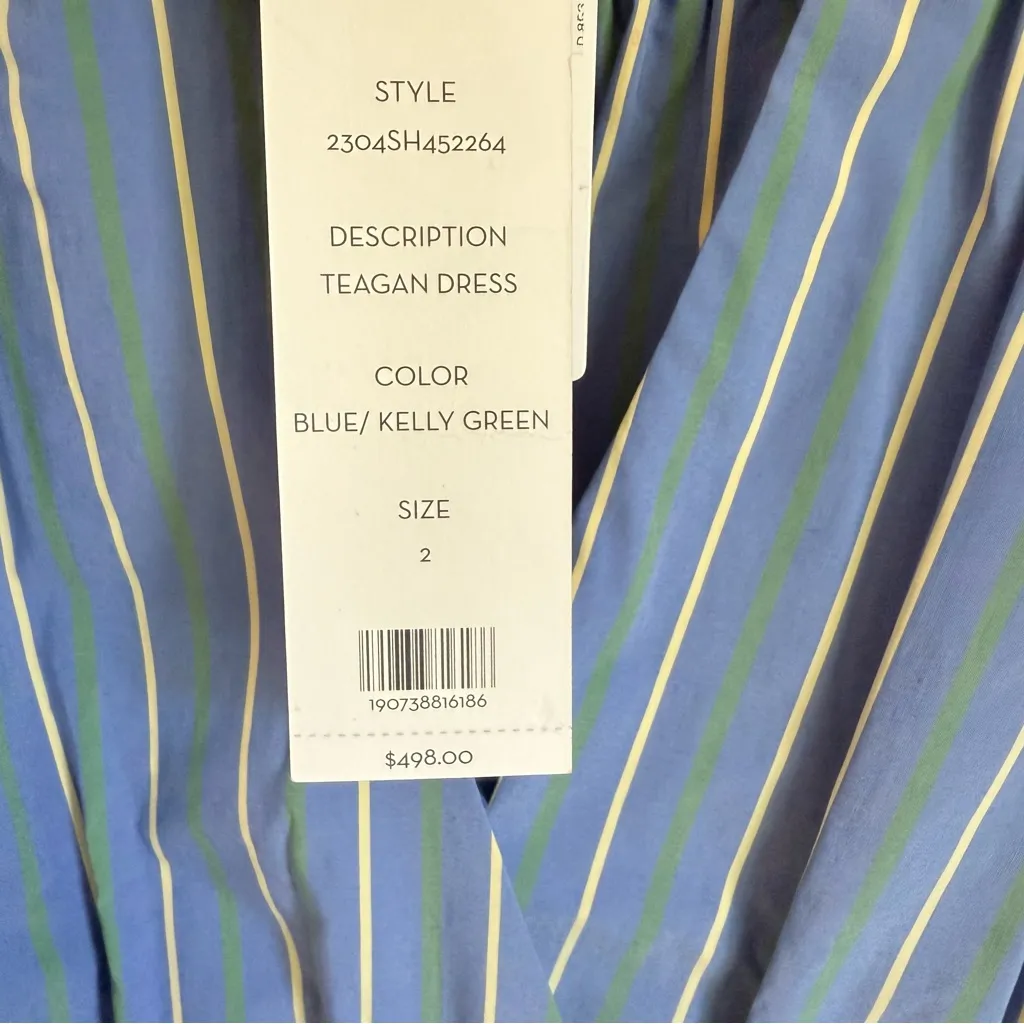 STYLE
2304SH452264
DESCRIPTION
TEAGAN DRESS
COLOR
BLUE/ KELLY GREEN
SIZE
2
190738816186
$498.00